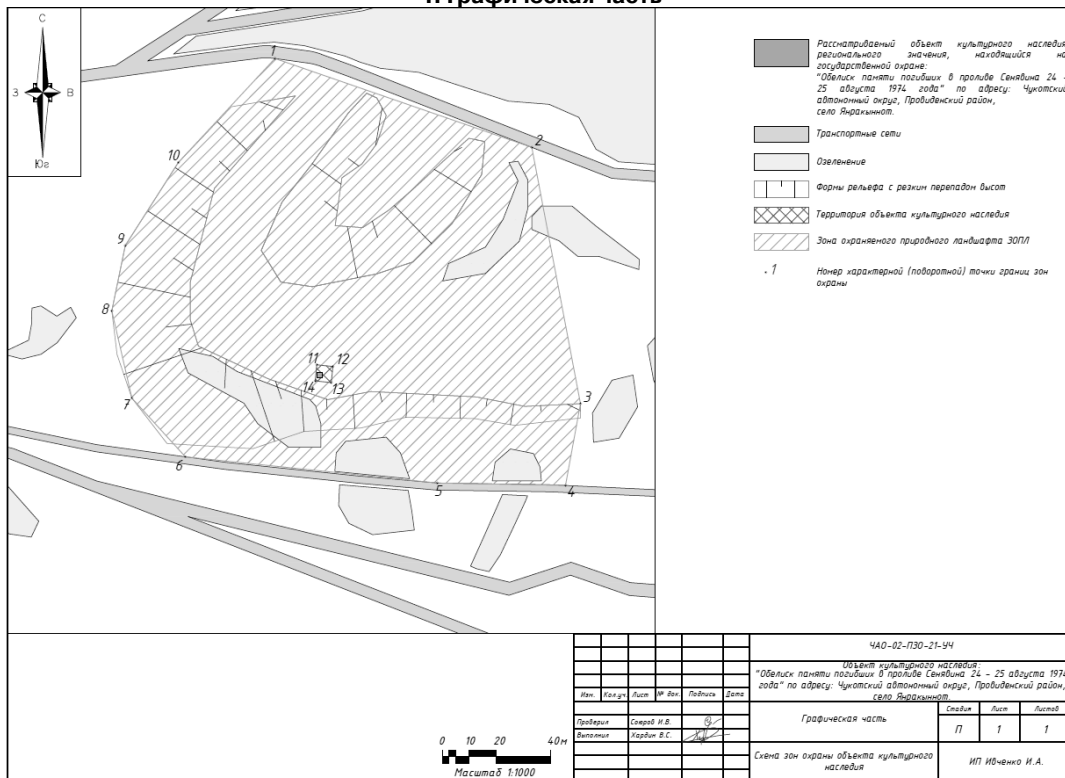 1. Графическая часть
С
З
В
Юг
1
2
3
4
5
6
7
8
9
10
11
12
13
14
Рассматриваемый объект культурного наследия
регионального значения, находящийся на
государственной охране:
"Обелиск памяти погибших в проливе Сенявина 24 -
25 августа 1974 года" по адресу: Чукотский
автономный округ, Провиденский район,
село Янракыннот.
Транспортные сети
Озеленение
Формы рельефа с резким перепадом высот
Территория объекта культурного наследия
Зона охраняемого природного ландшафта ЗОПЛ
. 1
Номер характерной (поворотной) точки границ зон
охраны
0 10 20 40м
Масштаб 1:1000
ЧАО-02-ПЗО-21-УЧ
Объект культурного наследия:
"Обелиск памяти погибших в проливе Сенявина 24 - 25 августа 1974
года" по адресу: Чукотский автономный округ, Провиденский район,
село Янракыннот.
Изм. Кол.уч. Лист № док. Подпись Дата
Проверил
Выполнил Хардин В.С.
Графическая часть
Стадия Лист Листов
П 1 1
Схема зон охраны объекта культурного
наследия
ИП Ивченко И.А.